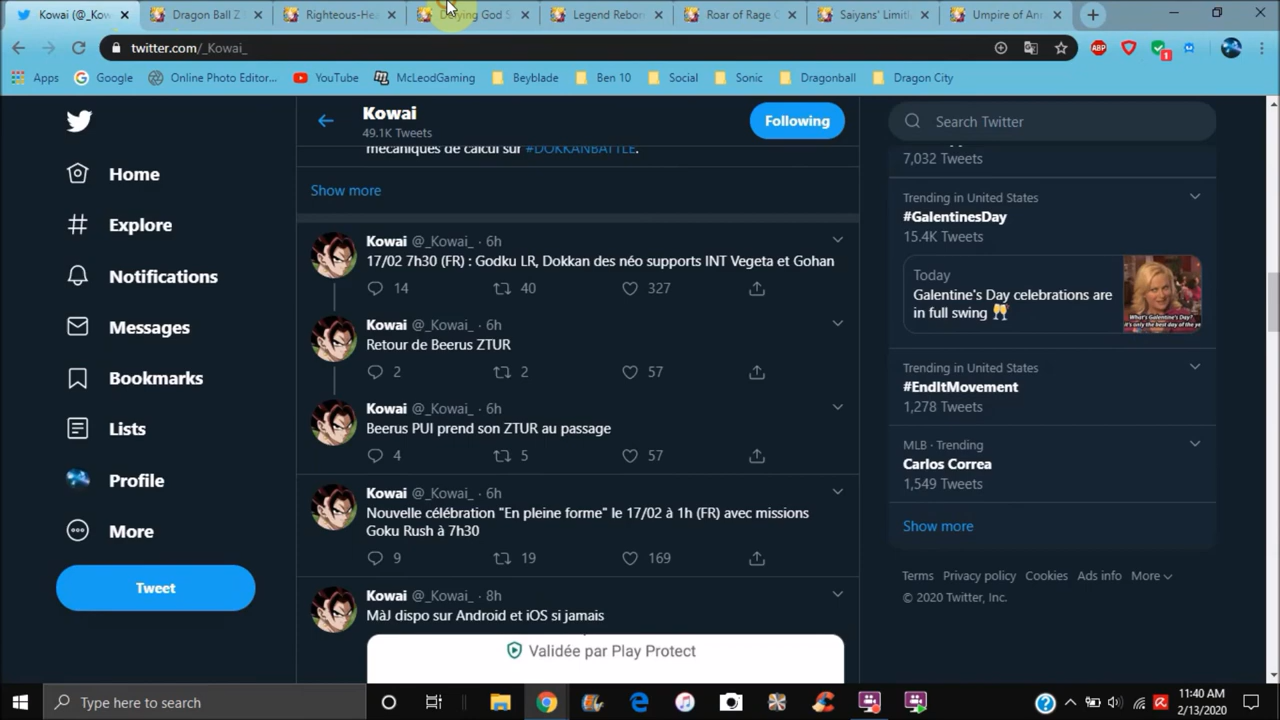 Kowai (@_Kow
Dragon Ball Z
Righteous-He
Defying God S
Legend Rebor
Roar of Rage
Saiyans' Limit
Umpire of An
twitter.com/_Kowai_
ABP
1
Apps
Google
Online Photo Editor...
YouTube
McLeodGaming
Beyblade
Ben 10
Social
Sonic
Dragonball
Dragon City
Home
Explore
Notifications
Messages
Bookmarks
Lists
Profile
More
Tweet
Kowai
49.1K Tweets
Following
mécaniques de calcul sur #DOKKANBATTLE.
Show more
Kowai @_Kowai_ · 6h
17/02 7h30 (FR) : Godku LR, Dokkan des néo supports INT Vegeta et Gohan
14 40 327
Kowai @_Kowai_ · 6h
Retour de Beerus ZTUR
2 2 57
Kowai @_Kowai_ · 6h
Beerus PUI prend son ZTUR au passage
4 5 57
Kowai @_Kowai_ · 6h
Nouvelle célébration "En pleine forme" le 17/02 à 1h (FR) avec missions
Goku Rush à 7h30
9 19 169
Kowai @_Kowai_ · 8h
MàJ dispo sur Android et iOS si jamais
Validée par Play Protect
Search Twitter
7,032 Tweets
Trending in United States
#GalentinesDay
15.4K Tweets
Today
Galentine's Day celebrations are
in full swing
Trending in United States
#EndItMovement
1,278 Tweets
MLB · Trending
Carlos Correa
1,549 Tweets
Show more
Terms Privacy policy Cookies Ads info More
© 2020 Twitter, Inc.
Type here to search
11:40 AM
2/13/2020